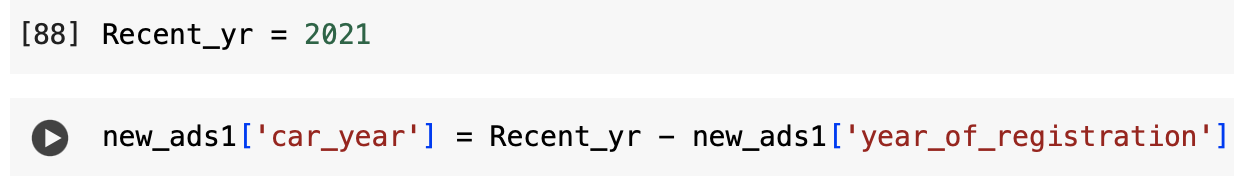 [88] Recent_yr = 2021
new_ads1['car_year'] = Recent_yr - new_ads1['year_of_registration']